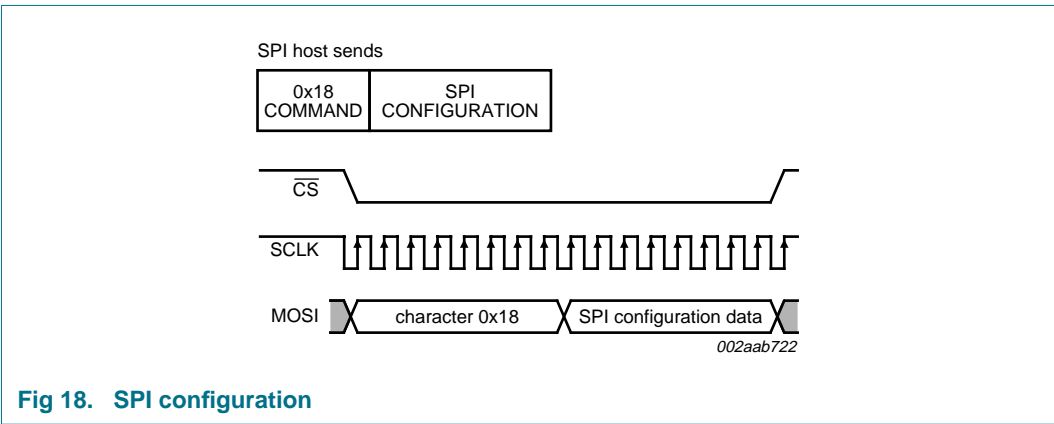 SPI host sends
0x18
COMMAND
SPI
CONFIGURATION
CS
SCLK
MOSI
character 0x18
SPI configuration data
002aab722
Fig 18. SPI configuration